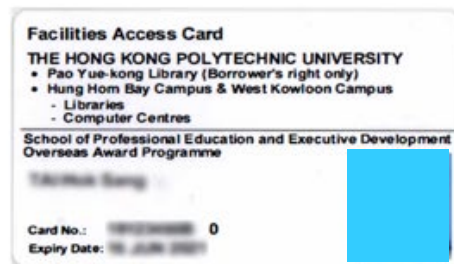 Facilities Access Card
THE HONG KONG POLYTECHNIC UNIVERSITY
• Pao Yue-kong Library (Borrower's right only)
• Hung Hom Bay Campus & West Kowloon Campus
- Libraries
- Computer Centres
School of Professional Education and Executive Development
Overseas Award Programme
Card No.: 0
Expiry Date: